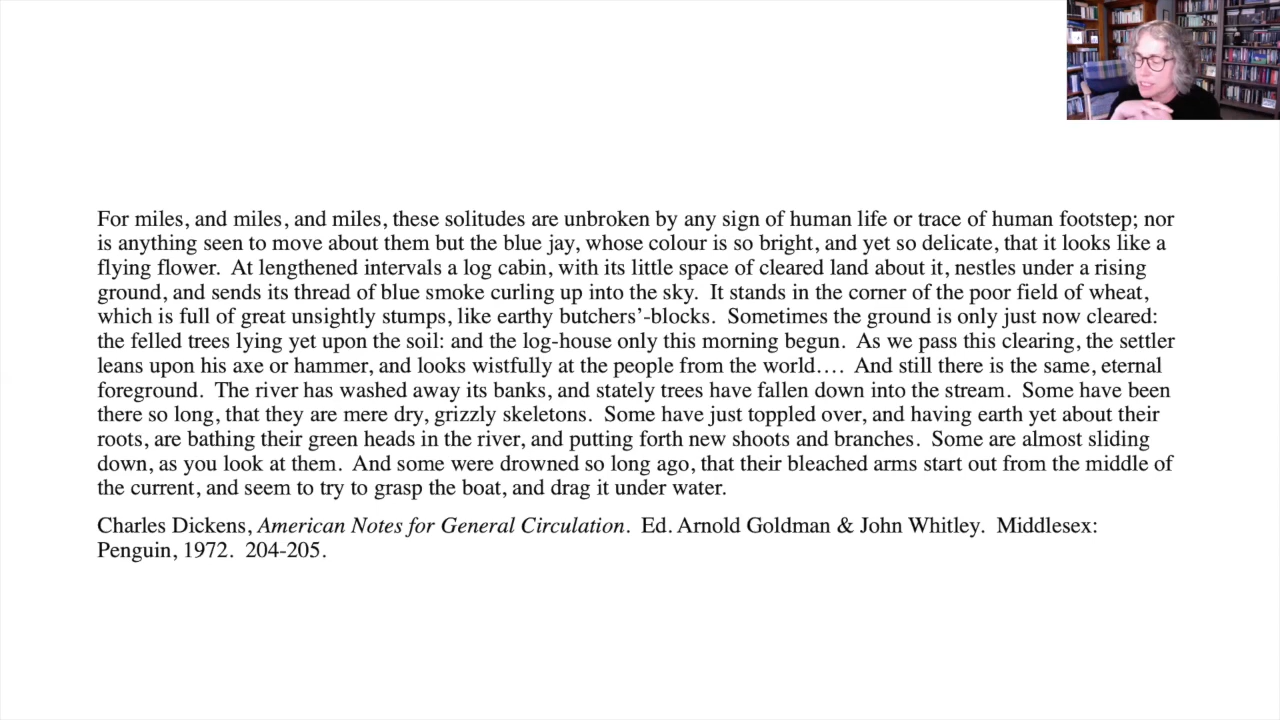 For miles, and miles, and miles, these solitudes are unbroken by any sign of human life or trace of human footstep; nor
is anything seen to move about them but the blue jay, whose colour is so bright, and yet so delicate, that it looks like a
flying flower.  At lengthened intervals a log cabin, with its little space of cleared land about it, nestles under a rising
ground, and sends its thread of blue smoke curling up into the sky.  It stands in the corner of the poor field of wheat,
which is full of great unsightly stumps, like earthy butchers’-blocks.  Sometimes the ground is only just now cleared:
the felled trees lying yet upon the soil: and the log-house only this morning begun.  As we pass this clearing, the settler
leans upon his axe or hammer, and looks wistfully at the people from the world….  And still there is the same, eternal
foreground.  The river has washed away its banks, and stately trees have fallen down into the stream.  Some have been
there so long, that they are mere dry, grizzly skeletons.  Some have just toppled over, and having earth yet about their
roots, are bathing their green heads in the river, and putting forth new shoots and branches.  Some are almost sliding
down, as you look at them.  And some were drowned so long ago, that their bleached arms start out from the middle of
the current, and seem to try to grasp the boat, and drag it under water.
Charles Dickens, American Notes for General Circulation.  Ed. Arnold Goldman & John Whitley.  Middlesex:
Penguin, 1972.  204-205.